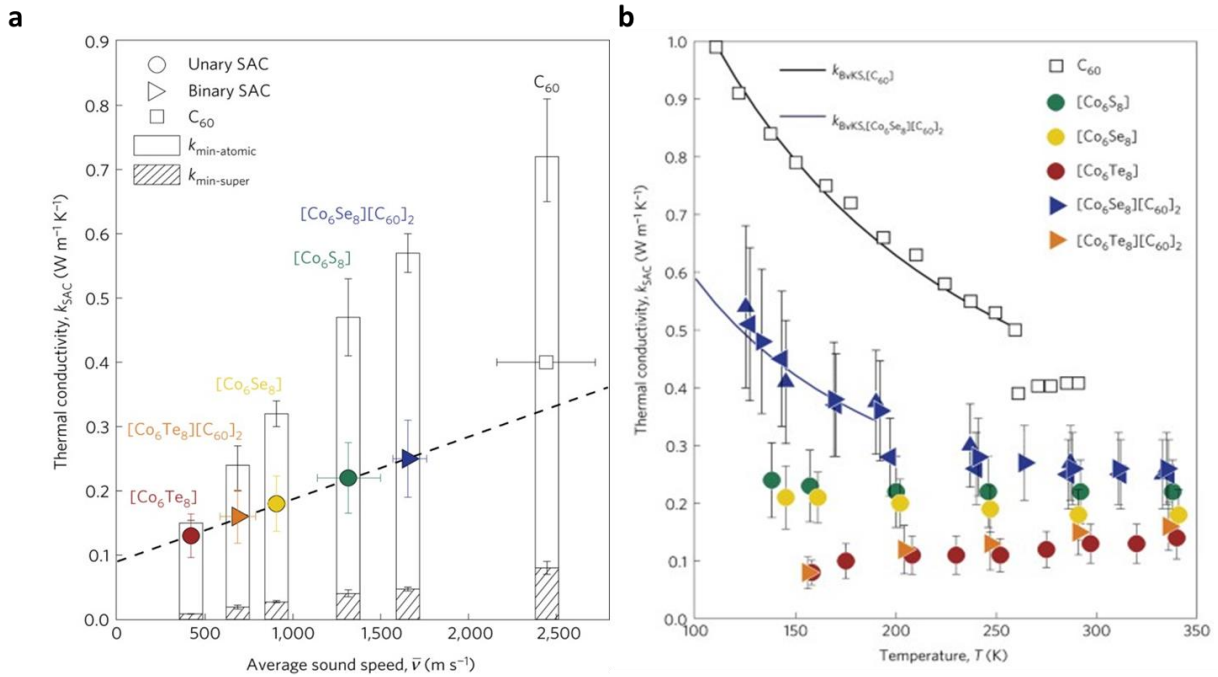 a
0.9
0.8
0.7
0.6
0.5
0.4
0.3
0.2
0.1
0.0
Thermal conductivity, kSAC (W m⁻¹ K⁻¹)
Unary SAC
Binary SAC
C₆₀
kmin-atomic
kmin-super
C₆₀
[Co₆Se₈][C₆₀]₂
[Co₆S₈]
[Co₆Se₈]
[Co₆Te₈][C₆₀]₂
[Co₆Te₈]
0
500
1,000
1,500
2,000
2,500
Average sound speed, v̅ (m s⁻¹)
b
1.0
0.9
0.8
0.7
0.6
0.5
0.4
0.3
0.2
0.1
0.0
Thermal conductivity, kSAC (W m⁻¹ K⁻¹)
kBvKS,[C₆₀]
kBvKS,[Co₆Se₈][C₆₀]₂
C₆₀
[Co₆S₈]
[Co₆Se₈]
[Co₆Te₈]
[Co₆Se₈][C₆₀]₂
[Co₆Te₈][C₆₀]₂
100
150
200
250
300
350
Temperature, T (K)